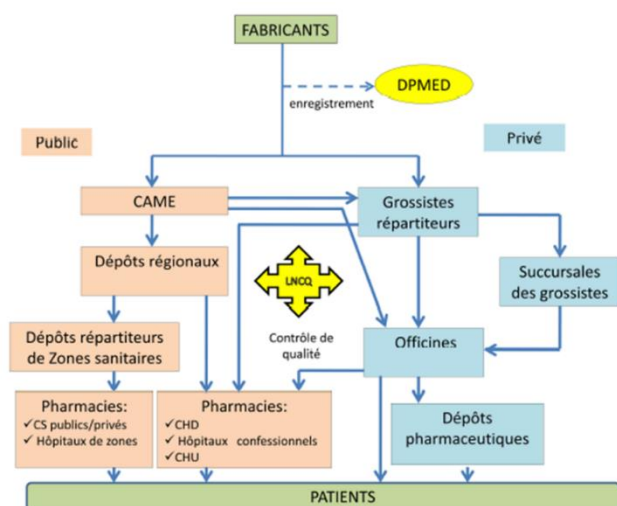 FABRICANTS
DPMED
enregistrement
Public
Privé
CAME
Grossistes
répartiteurs
Dépôts régionaux
LNCQ
Succursales
des grossistes
Dépôts répartiteurs
de Zones sanitaires
Contrôle de
qualité
Officines
Pharmacies:
✓CS publics/privés
✓Hôpitaux de zones
Pharmacies:
✓CHD
✓Hôpitaux confessionnels
✓CHU
Dépôts
pharmaceutiques
PATIENTS